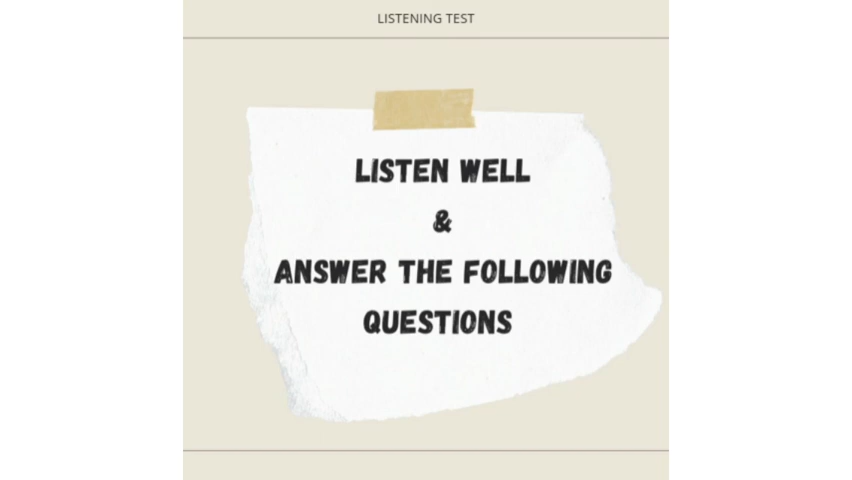 LISTENING TEST
LISTEN WELL
&
ANSWER THE FOLLOWING
QUESTIONS